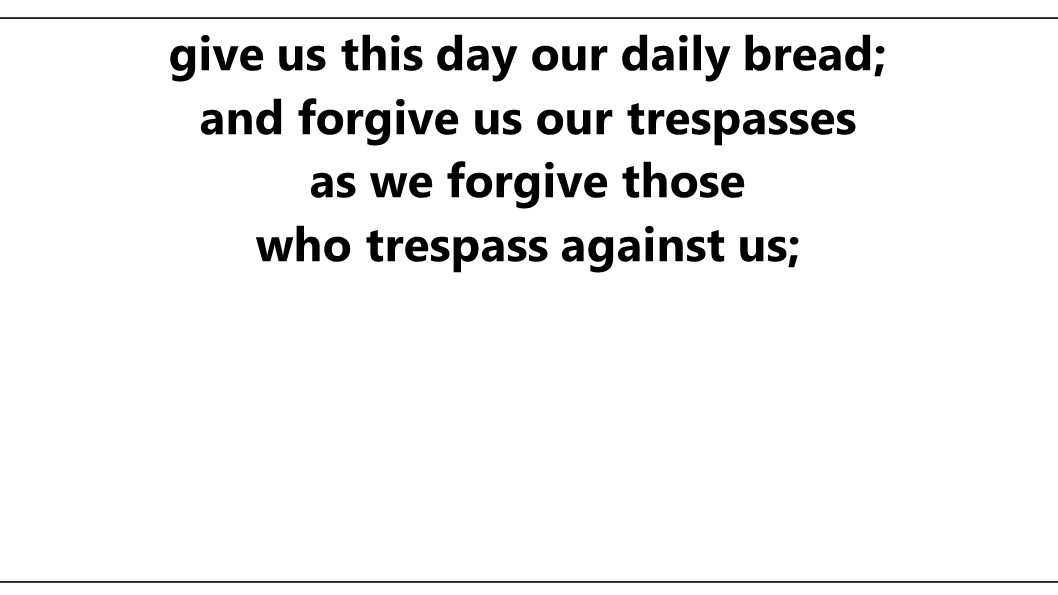 give us this day our daily bread;
and forgive us our trespasses
as we forgive those
who trespass against us;